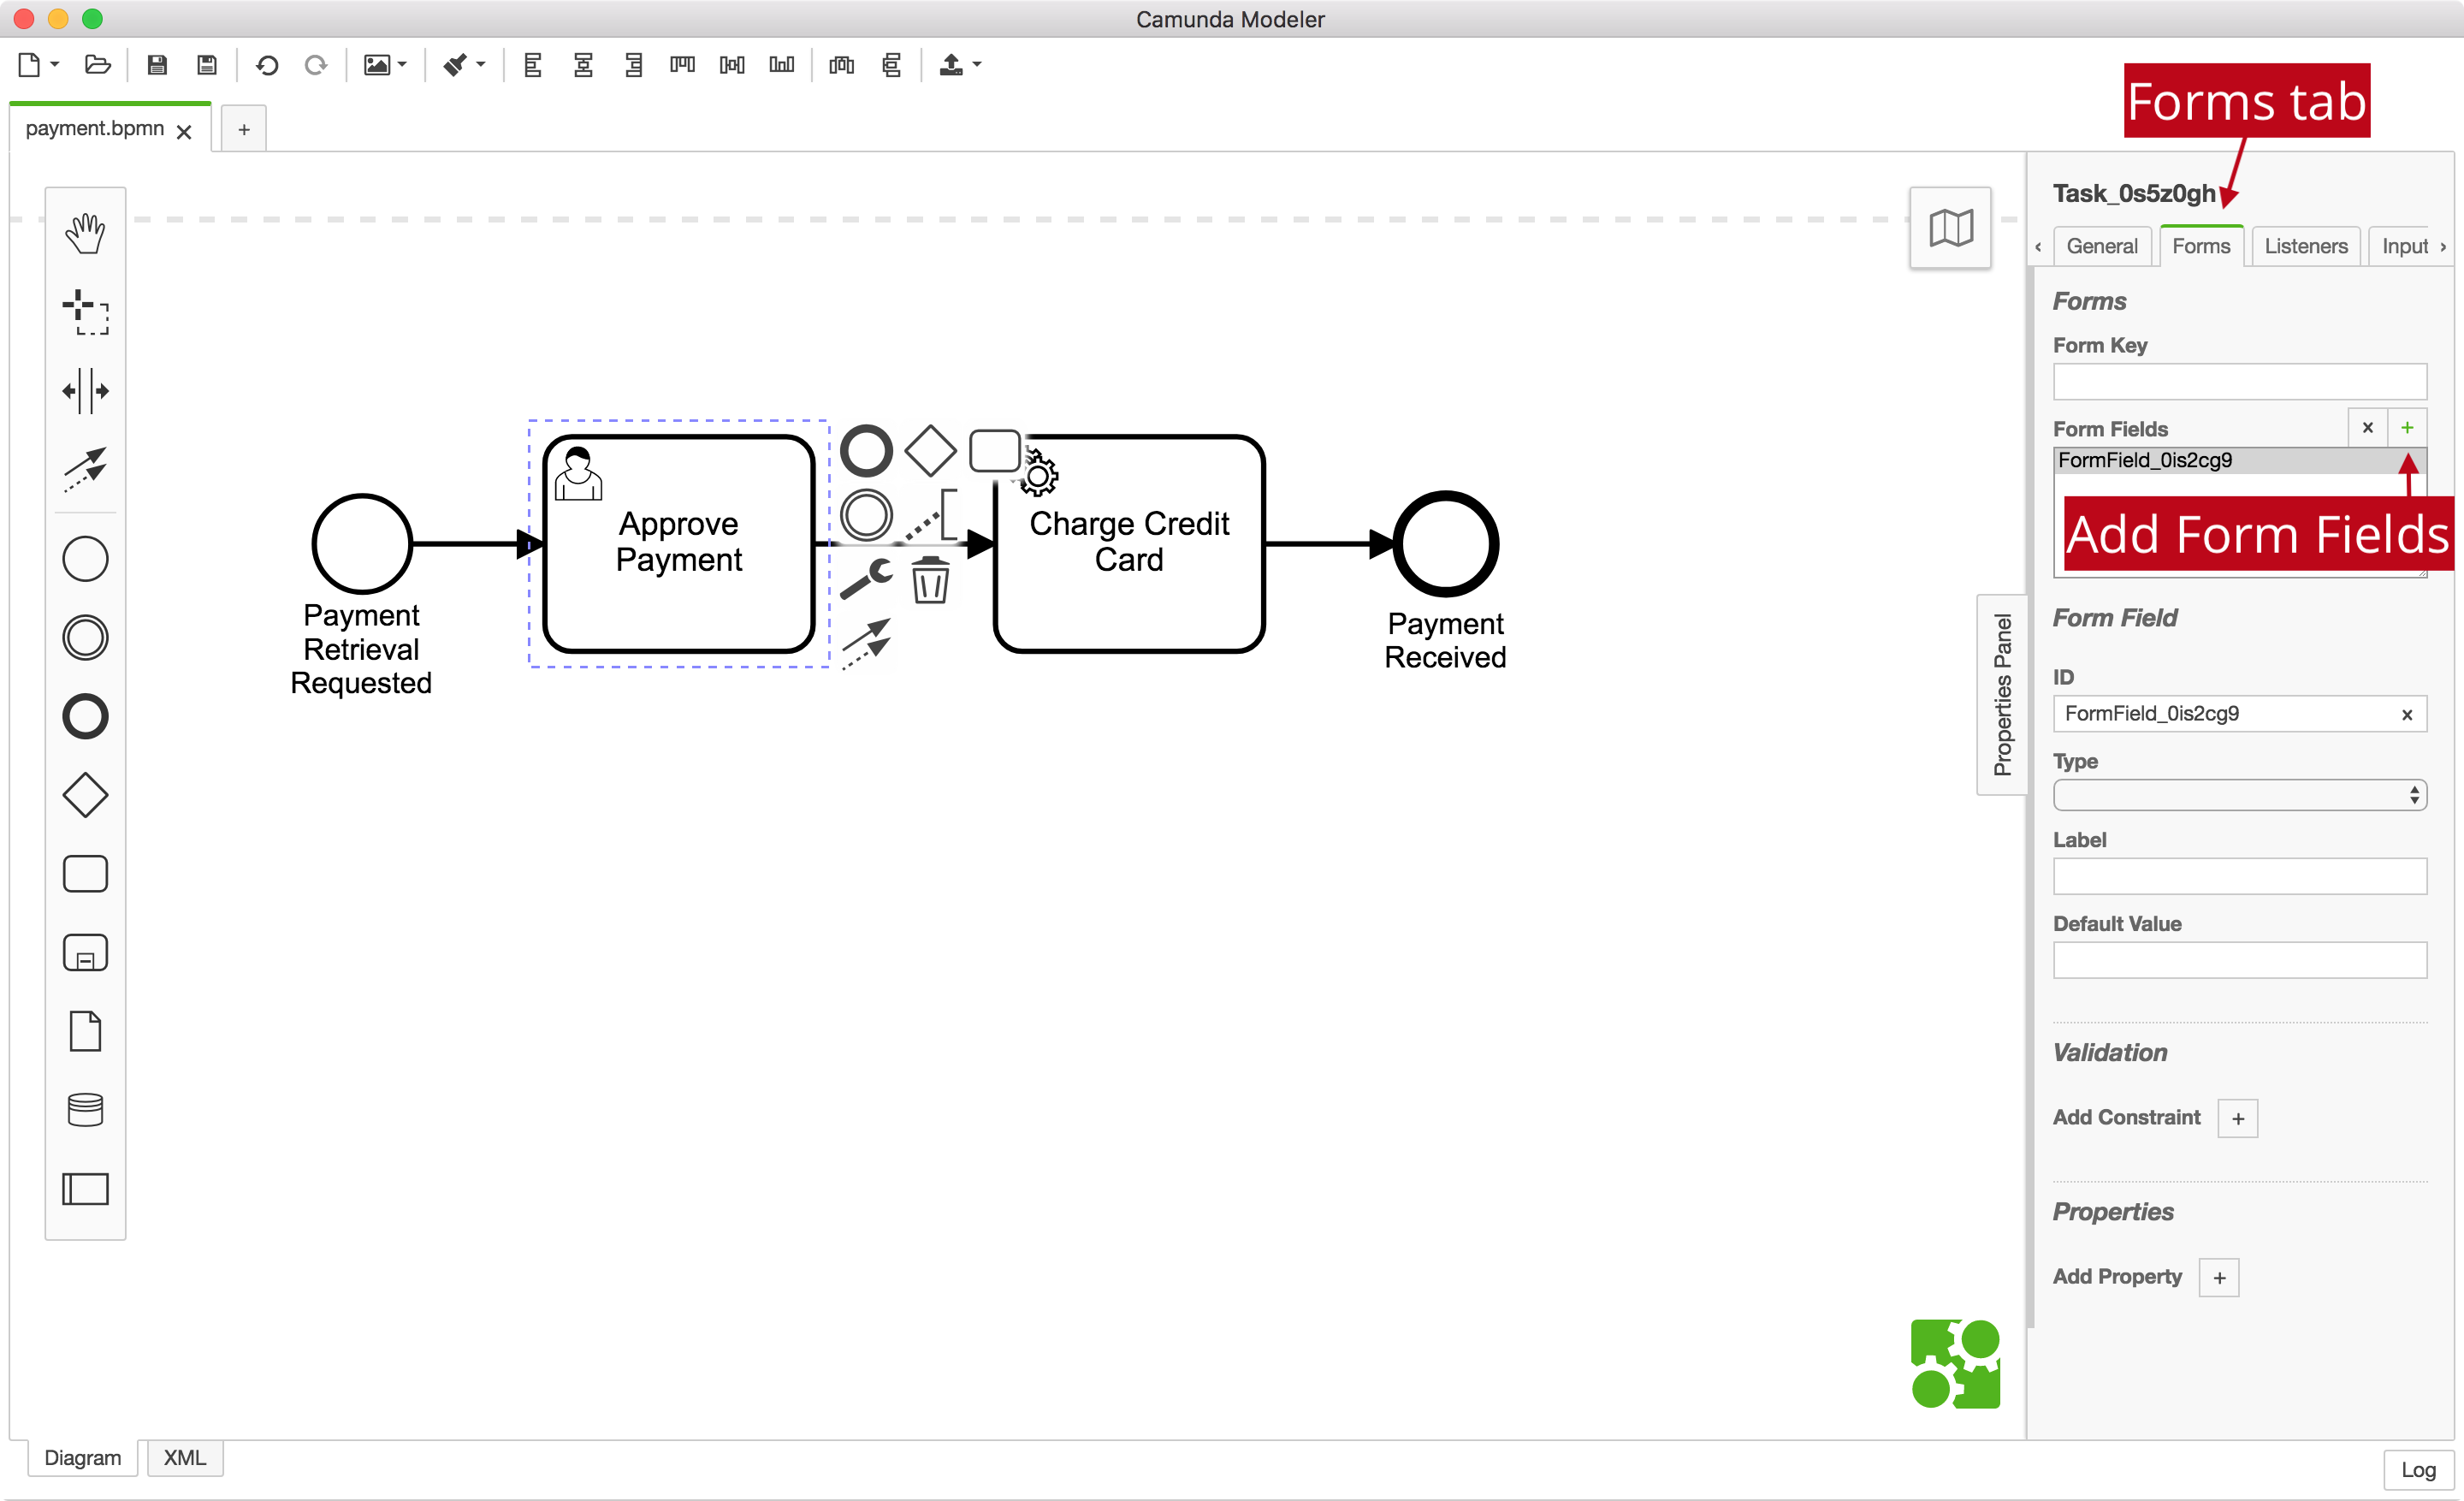 Camunda Modeler
Forms tab
payment.bpmn
+
Task_0s5z0gh
General
Forms
Listeners
Input
Forms
Form Key
Form Fields
FormField_0is2cg9
Add Form Fields
Approve
Payment
Charge Credit
Card
Payment
Retrieval
Requested
Payment
Received
Properties Panel
Form Field
ID
FormField_0is2cg9
Type
Label
Default Value
Validation
Add Constraint +
Properties
Add Property +
Diagram
XML
Log